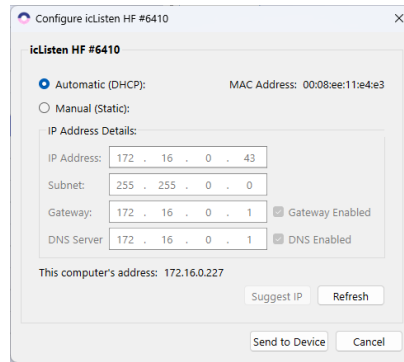 Configure icListen HF #6410
icListen HF #6410
Automatic (DHCP): MAC Address: 00:08:ee:11:e4:e3
Manual (Static):
IP Address Details:
IP Address: 172 . 16 . 0 . 43
Subnet: 255 . 255 . 0 . 0
Gateway: 172 . 16 . 0 . 1 Gateway Enabled
DNS Server 172 . 16 . 0 . 1 DNS Enabled
This computer's address: 172.16.0.227
Suggest IP Refresh
Send to Device Cancel